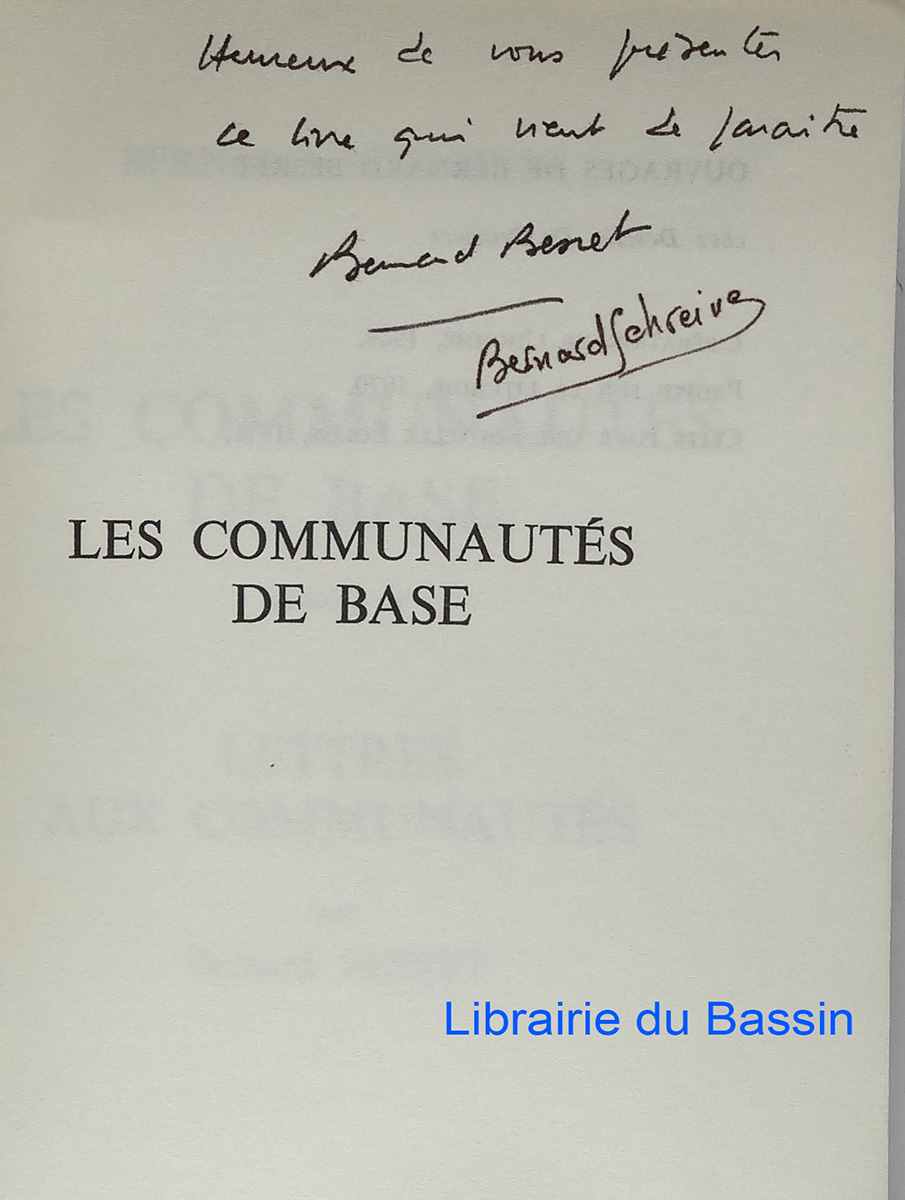 Heureux de vous présenter
ce livre qui vient de paraître
Bernard Besret
Bernard Schreiner
LES COMMUNAUTÉS
DE BASE
Librairie du Bassin